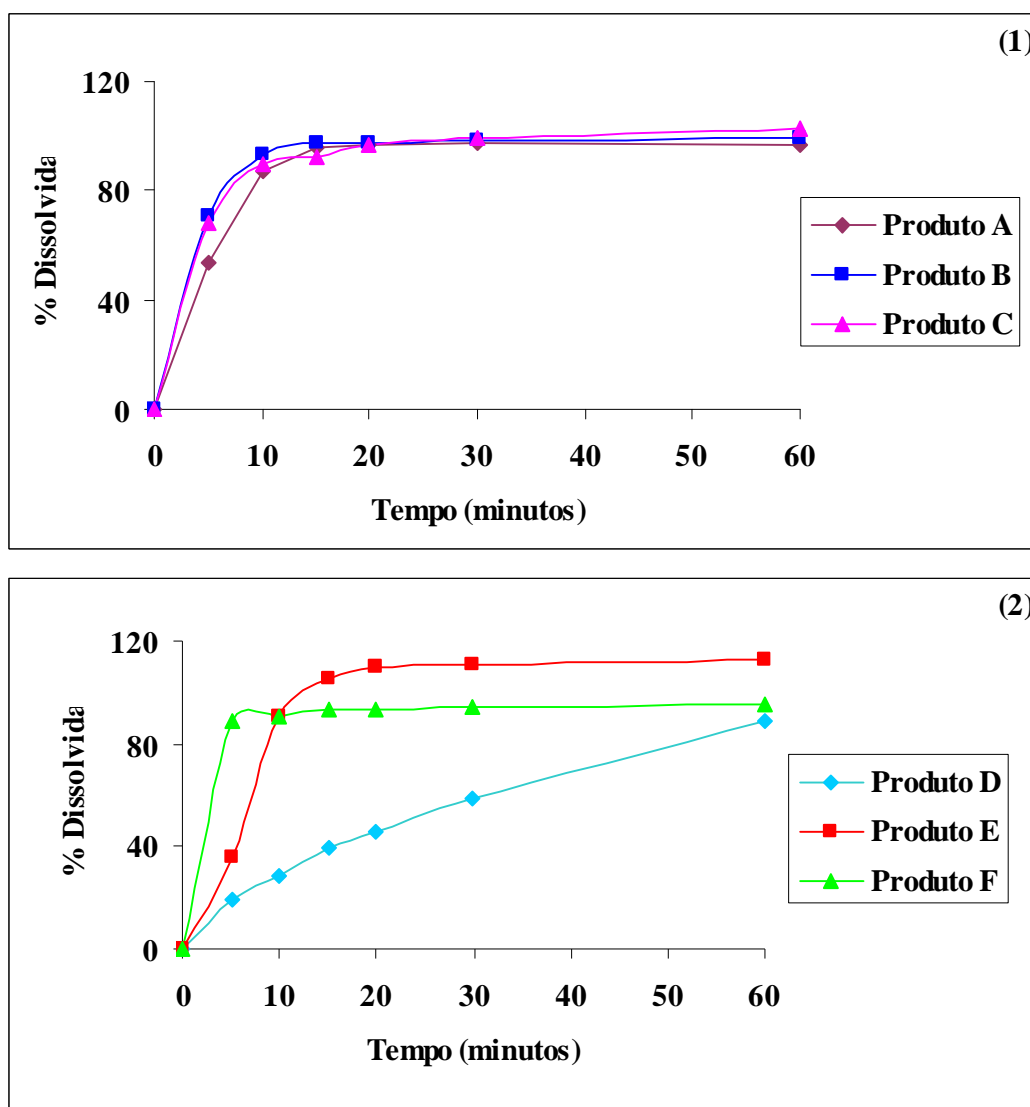 (1)
120
80
40
0
% Dissolvida
0 10 20 30 40 50 60
Tempo (minutos)
Produto A
Produto B
Produto C
(2)
120
80
40
0
% Dissolvida
0 10 20 30 40 50 60
Tempo (minutos)
Produto D
Produto E
Produto F